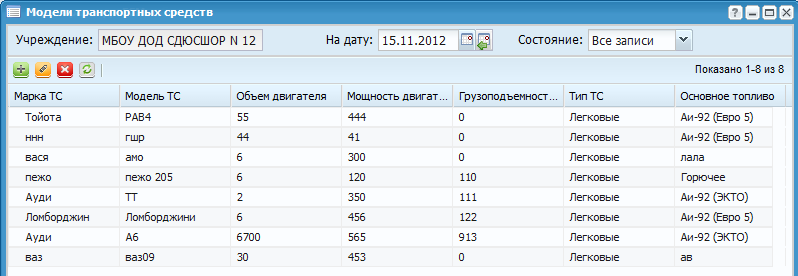 Модели транспортных средств
Учреждение: МБОУ ДОД СДЮСШОР N 12 На дату: 15.11.2012 Состояние: Все записи
Показано 1-8 из 8
Марка ТС Модель ТС Объем двигателя Мощность двигат... Грузоподъемност... Тип ТС Основное топливо
Тойота РАВ4 55 444 0 Легковые Аи-92 (Евро 5)
ннн гшр 44 41 0 Легковые Аи-92 (Евро 5)
вася амо 6 300 0 Легковые лала
пежо пежо 205 6 120 110 Легковые Горючее
Ауди ТТ 2 350 111 Легковые Аи-92 (ЭКТО)
Ломборджин Ломборджини 6 456 122 Легковые Аи-92 (Евро 5)
Ауди А6 6700 565 913 Легковые Аи-92 (ЭКТО)
ваз ваз09 30 453 0 Легковые ав